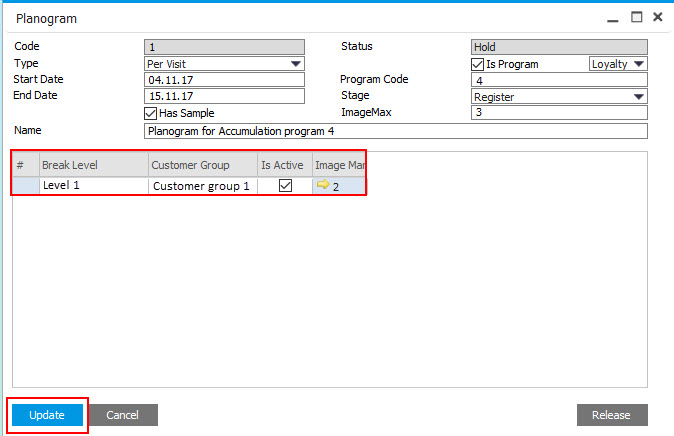 Planogram
Code 1 Status Hold
Type Per Visit Is Program Loyalty
Start Date 04.11.17 Program Code 4
End Date 15.11.17 Stage Register
Has Sample ImageMax 3
Name Planogram for Accumulation program 4
# Break Level Customer Group Is Active Image Mar
Level 1 Customer group 1 2
Update Cancel Release